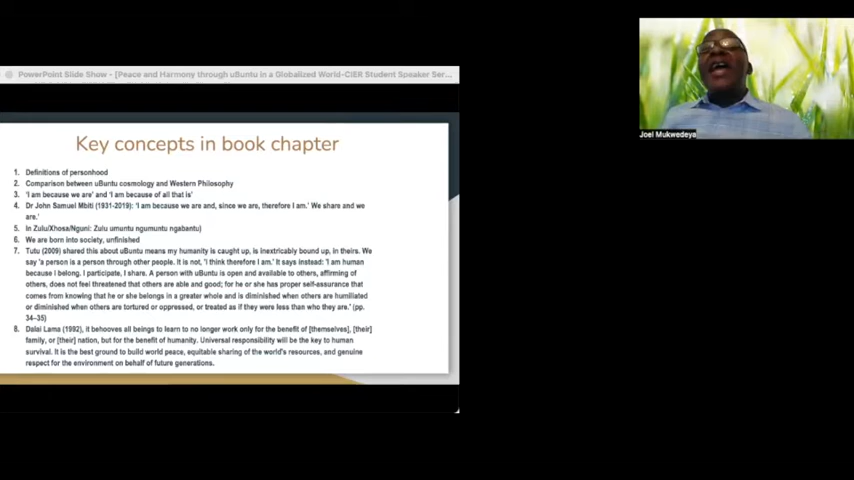 PowerPoint Slide Show - [Peace and Harmony through uBuntu in a Globalized World-CIER Student Speaker Ser...
Key concepts in book chapter
1. Definitions of personhood
2. Comparison between uBuntu cosmology and Western Philosophy
3. 'I am because we are' and 'I am because of all that is'
4. Dr John Samuel Mbiti (1931-2019): 'I am because we are and, since we are, therefore I am.' We share and we
are.'
5. In Zulu/Xhosa/Nguni: Zulu umuntu ngumuntu ngabantu)
6. We are born into society, unfinished
7. Tutu (2009) shared this about uBuntu means my humanity is caught up, is inextricably bound up, in theirs. We
say 'a person is a person through other people. It is not, 'I think therefore I am.' It says instead: 'I am human
because I belong. I participate, I share. A person with uBuntu is open and available to others, affirming of
others, does not feel threatened that others are able and good; for he or she has proper self-assurance that
comes from knowing that he or she belongs in a greater whole and is diminished when others are humiliated
or diminished when others are tortured or oppressed, or treated as if they were less than who they are.' (pp.
34–35)
8. Dalai Lama (1992), it behooves all beings to learn to no longer work only for the benefit of [themselves], [their]
family, or [their] nation, but for the benefit of humanity. Universal responsibility will be the key to human
survival. It is the best ground to build world peace, equitable sharing of the world's resources, and genuine
respect for the environment on behalf of future generations.
Joel Mukwedeya